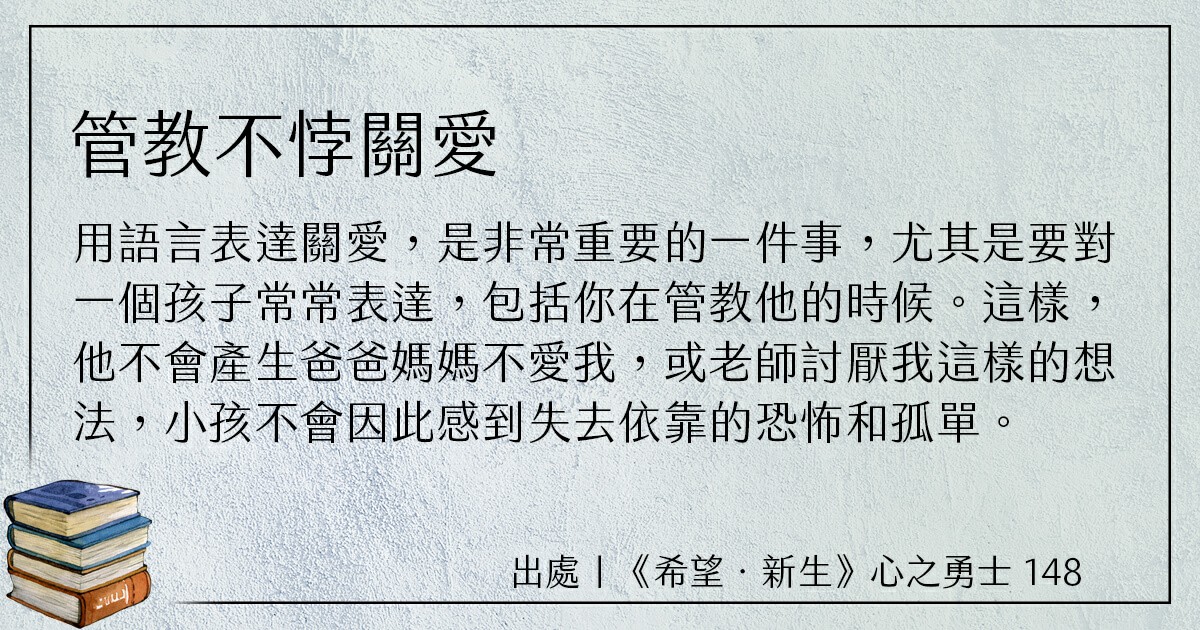 管教不悖關愛
用語言表達關愛，是非常重要的一件事，尤其是要對
一個孩子常常表達，包括你在管教他的時候。這樣，
他不會產生爸爸媽媽不愛我，或老師討厭我這樣的想
法，小孩不會因此感到失去依靠的恐怖和孤單。
出處丨《希望．新生》心之勇士 148